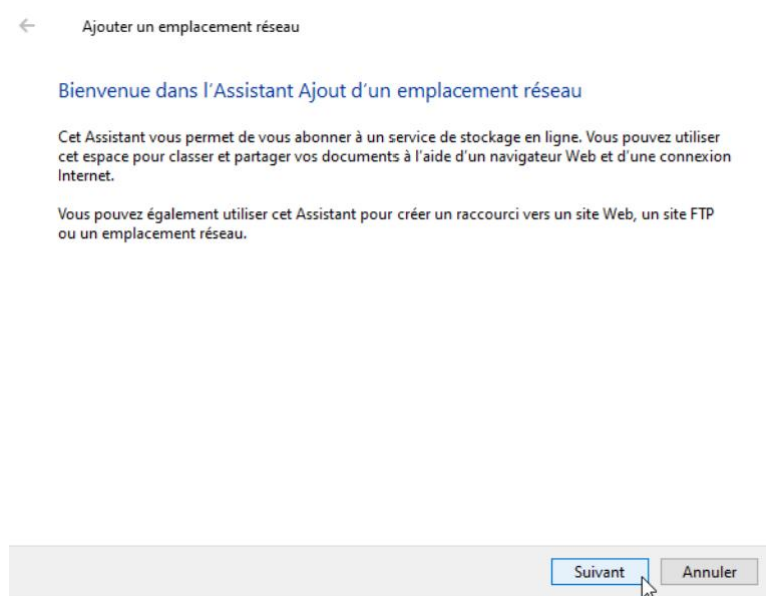 Ajouter un emplacement réseau
Bienvenue dans l'Assistant Ajout d'un emplacement réseau
Cet Assistant vous permet de vous abonner à un service de stockage en ligne. Vous pouvez utiliser
cet espace pour classer et partager vos documents à l'aide d'un navigateur Web et d'une connexion
Internet.
Vous pouvez également utiliser cet Assistant pour créer un raccourci vers un site Web, un site FTP
ou un emplacement réseau.
Suivant
Annuler